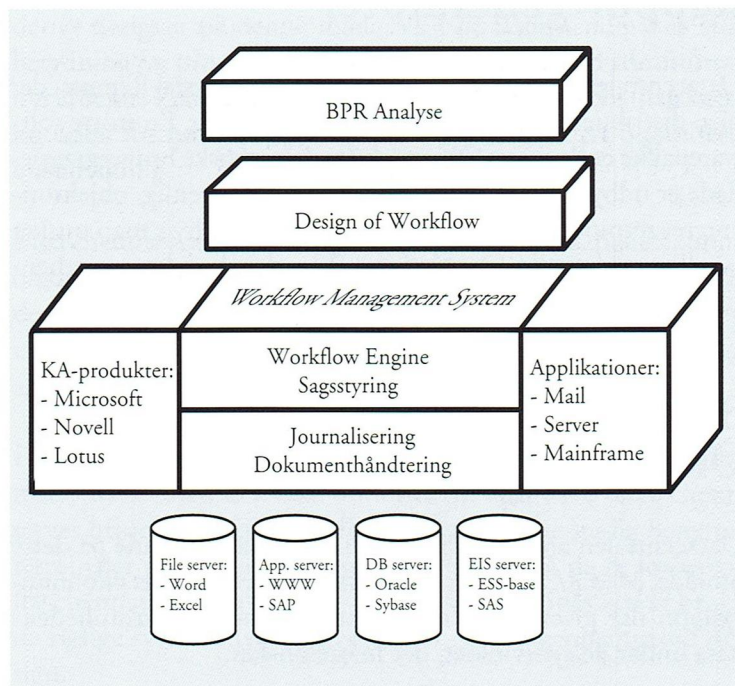 BPR Analyse
Design of Workflow
Workflow Management System
KA-produkter:
- Microsoft
- Novell
- Lotus
Workflow Engine
Sagsstyring
Journalisering
Dokumenthåndtering
Applikationer:
- Mail
- Server
- Mainframe
File server:
- Word
- Excel
App. server:
- WWW
- SAP
DB server:
- Oracle
- Sybase
EIS server:
- ESS-base
- SAS